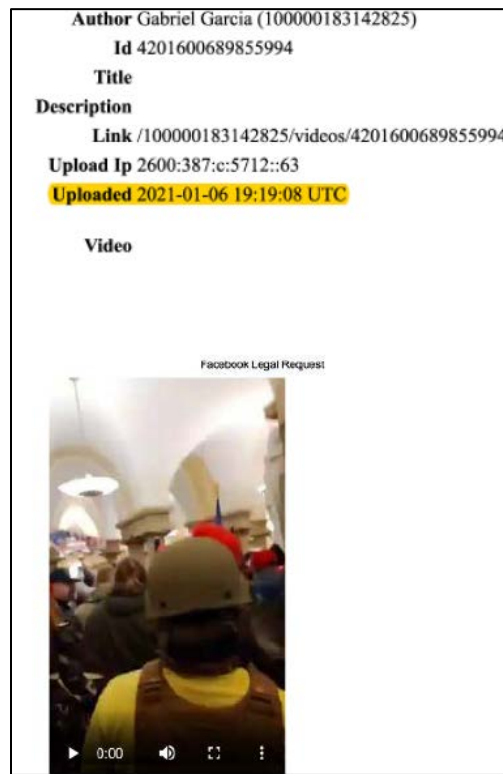 Author Gabriel Garcia (100000183142825)
Id 4201600689855994
Title
Description
Link /100000183142825/videos/4201600689855994
Upload Ip 2600:387:c:5712::63
Uploaded 2021-01-06 19:19:08 UTC
Video
Facebook Legal Request
0:00